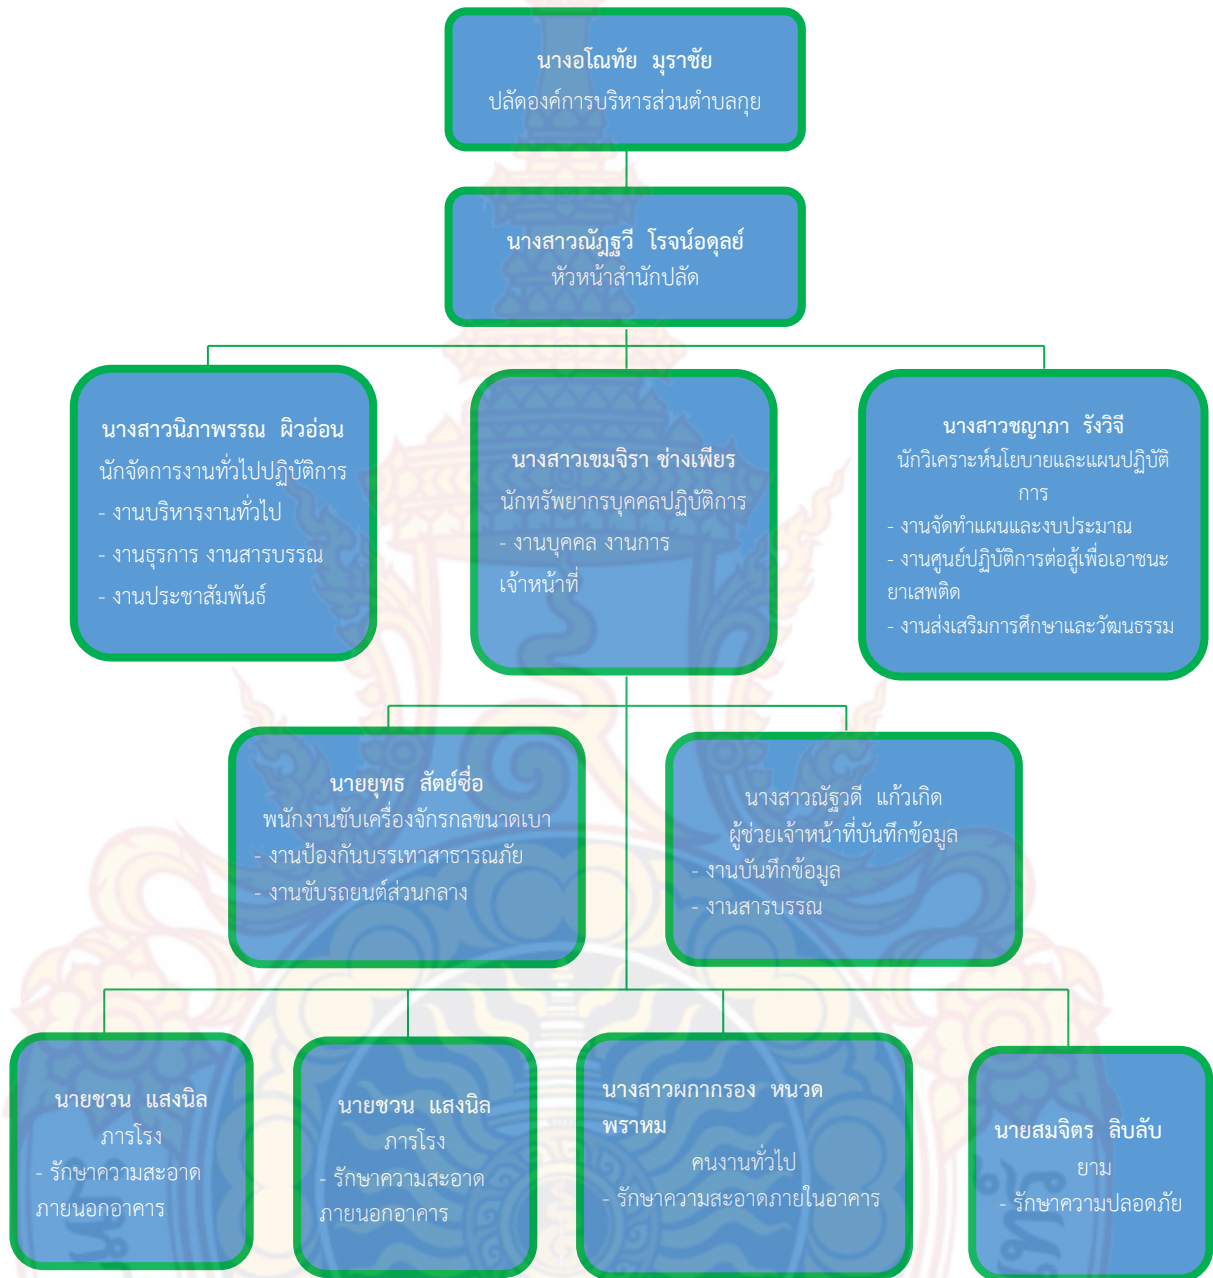 นางอโณทัย มุราชัย
ปลัดองค์การบริหารส่วนตำบลกุย
นางสาวณัฎฐวี โรจน์อดุลย์
หัวหน้าสำนักปลัด
นางสาวนิภาพรรณ ผิวอ่อน
นักจัดการงานทั่วไปปฏิบัติการ
- งานบริหารงานทั่วไป
- งานธุรการ งานสารบรรณ
- งานประชาสัมพันธ์
นางสาวเขมจิรา ช่างเพียร
นักทรัพยากรบุคคลปฏิบัติการ
- งานบุคคล งานการ
เจ้าหน้าที่
นางสาวชญาภา รังวิจี
นักวิเคราะห์นโยบายและแผนปฏิบัติ
การ
- งานจัดทำแผนและงบประมาณ
- งานศูนย์ปฏิบัติการต่อสู้เพื่อเอาชนะ
ยาเสพติด
- งานส่งเสริมการศึกษาและวัฒนธรรม
นายยุทธ สัตย์ซื่อ
พนักงานขับเครื่องจักรกลขนาดเบา
- งานป้องกันบรรเทาสาธารณภัย
- งานขับรถยนต์ส่วนกลาง
นางสาวณัฐวดี แก้วเกิด
ผู้ช่วยเจ้าหน้าที่บันทึกข้อมูล
- งานบันทึกข้อมูล
- งานสารบรรณ
นายชวน แสงนิล
ภารโรง
- รักษาความสะอาด
ภายนอกอาคาร
นายชวน แสงนิล
ภารโรง
- รักษาความสะอาด
ภายนอกอาคาร
นางสาวผกากรอง หนวด
พราหม
คนงานทั่วไป
- รักษาความสะอาดภายในอาคาร
นายสมจิตร ลิบลับ
ยาม
- รักษาความปลอดภัย